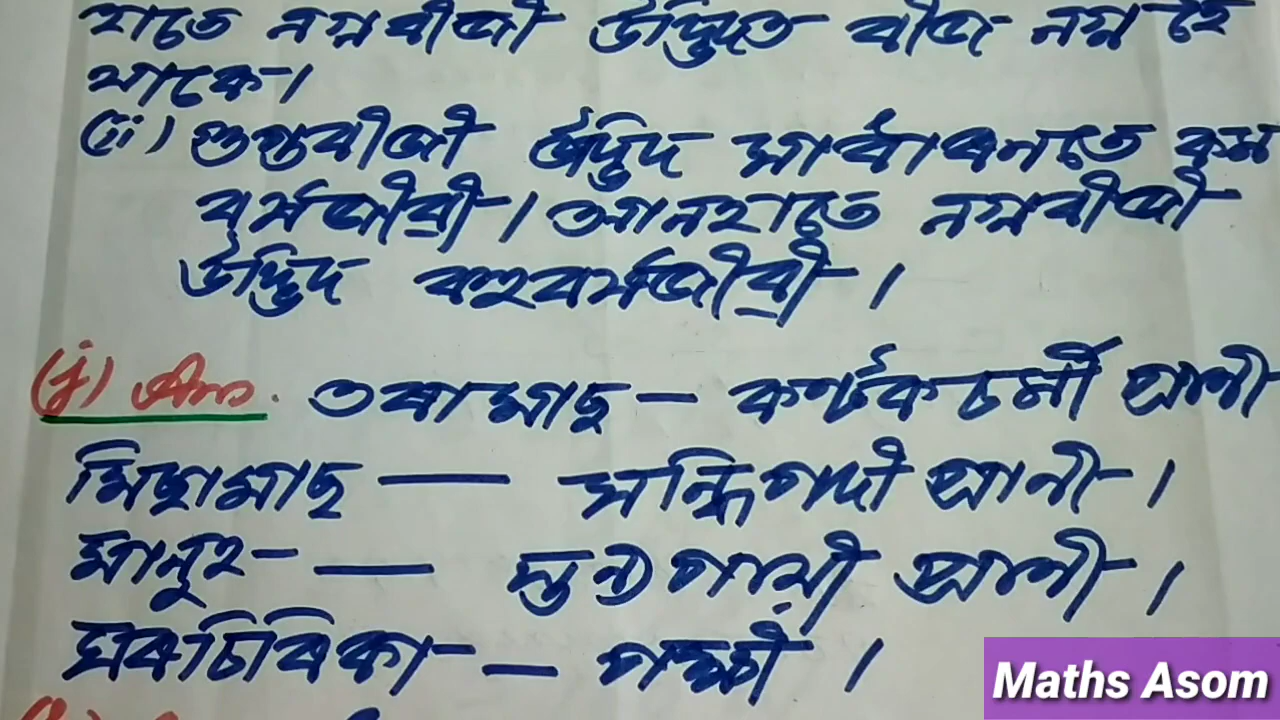 হাতে নগ্নবীজী উদ্ভিদত বীজ নগ্ন হৈ
থাকে।
(ii) গুপ্তবীজী উদ্ভিদ সাধাৰনতে কম
বৰ্ষজীৱী। আনহাতে নগ্নবীজী
উদ্ভিদ বহুবৰ্ষজীৱী।
(j) Ans. তৰামাছ — কণ্টকচৰ্মী প্ৰাণী
মিছামাছ — সন্ধিপদী প্ৰানী।
মানুহ — স্তন্যপায়ী প্ৰাণী।
ঘৰচিৰিকা — পক্ষী।
Maths Asom